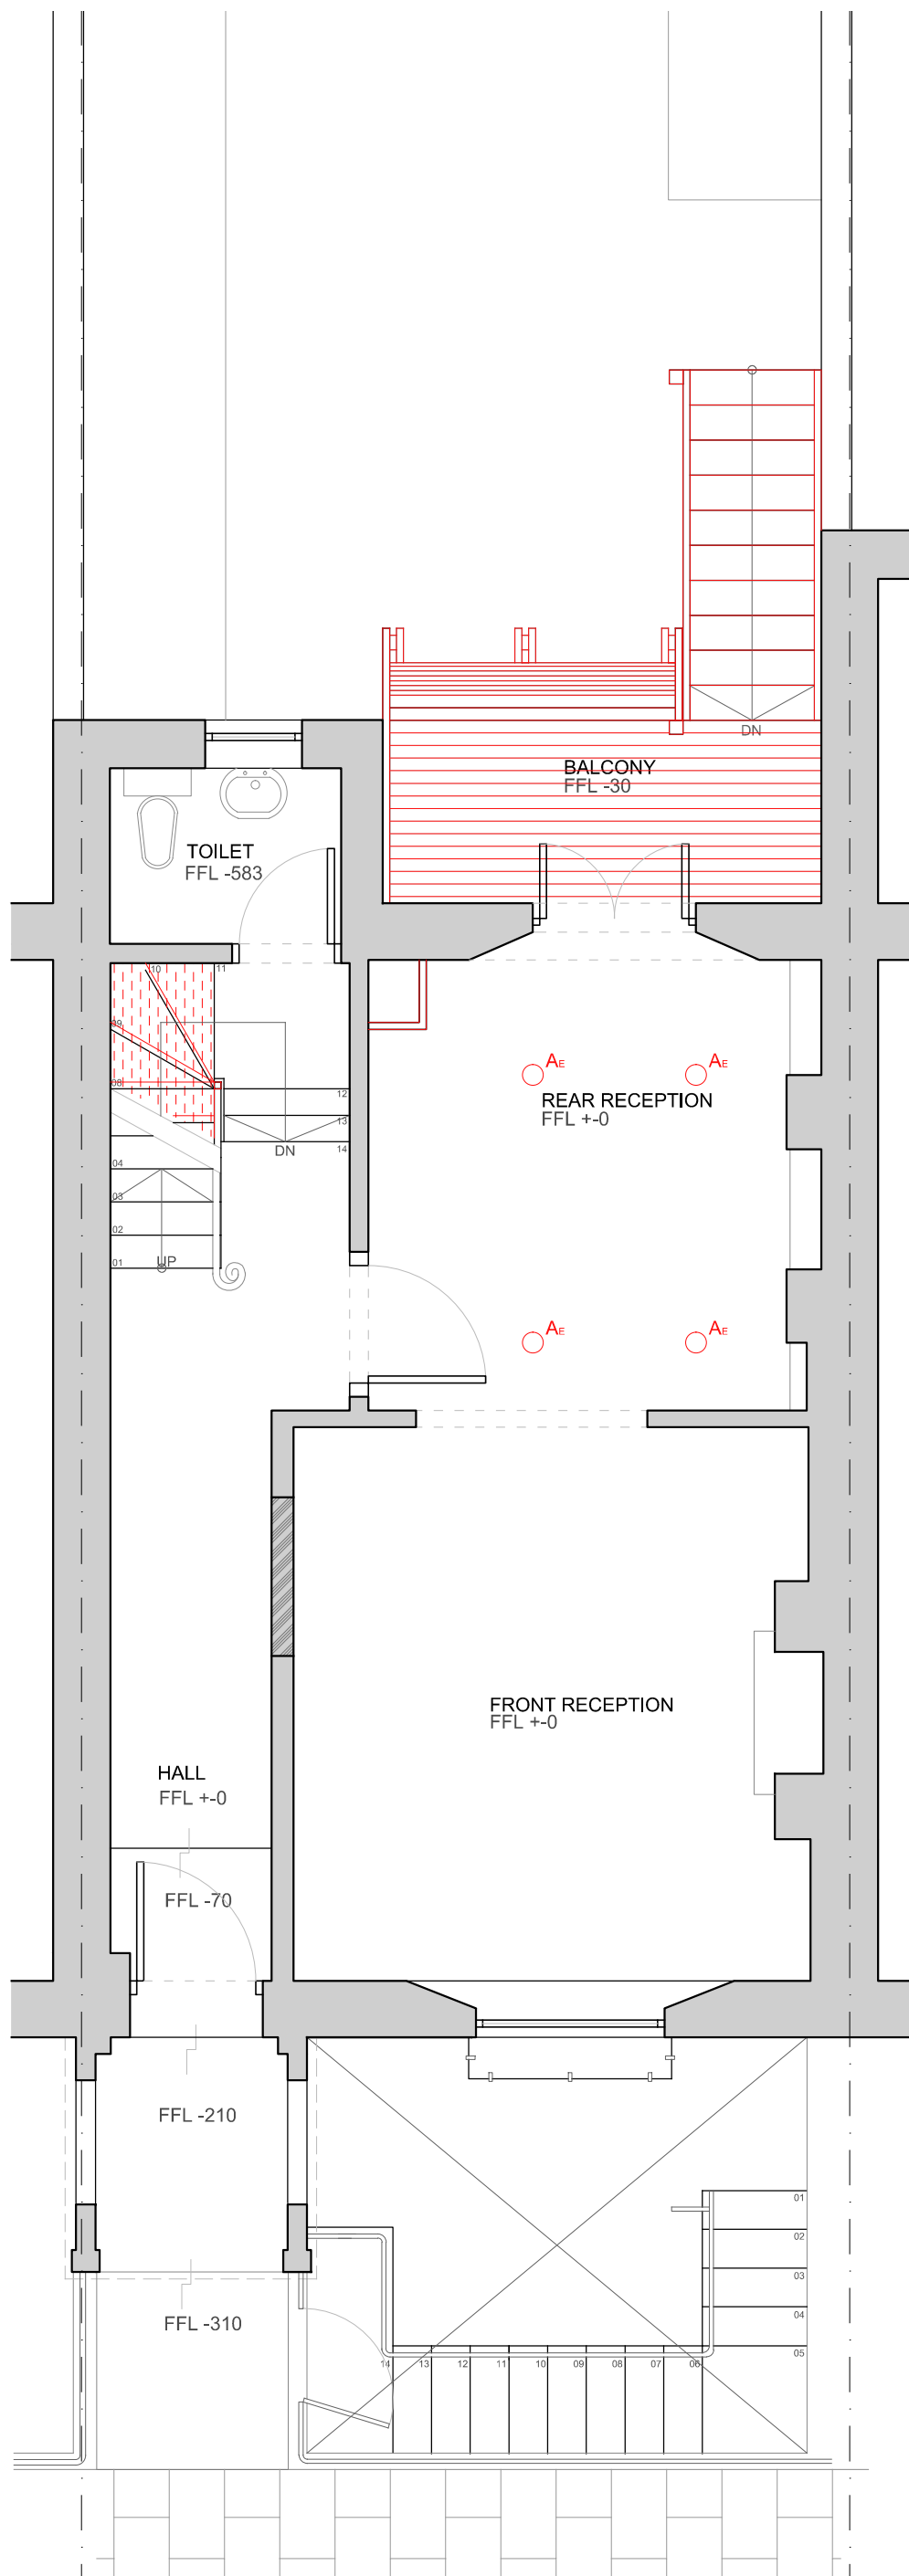 DN
BALCONY
FFL -30
TOILET
FFL -583
10
11
09
08
12
13
14
DN
04
03
02
01
UP
AE
AE
REAR RECEPTION
FFL +-0
AE
AE
FRONT RECEPTION
FFL +-0
HALL
FFL +-0
FFL -70
FFL -210
FFL -310
01
02
03
04
05
14
13
12
11
10
09
08
07
06